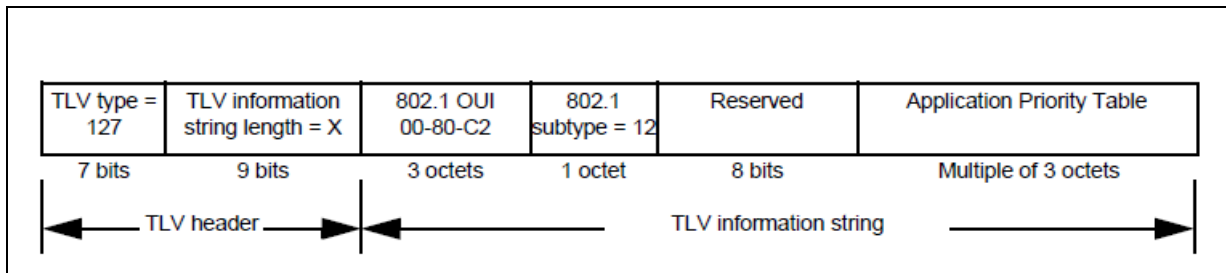 TLV type = 127
TLV information string length = X
802.1 OUI 00-80-C2
802.1 subtype = 12
Reserved
Application Priority Table
7 bits
9 bits
3 octets
1 octet
8 bits
Multiple of 3 octets
TLV header
TLV information string